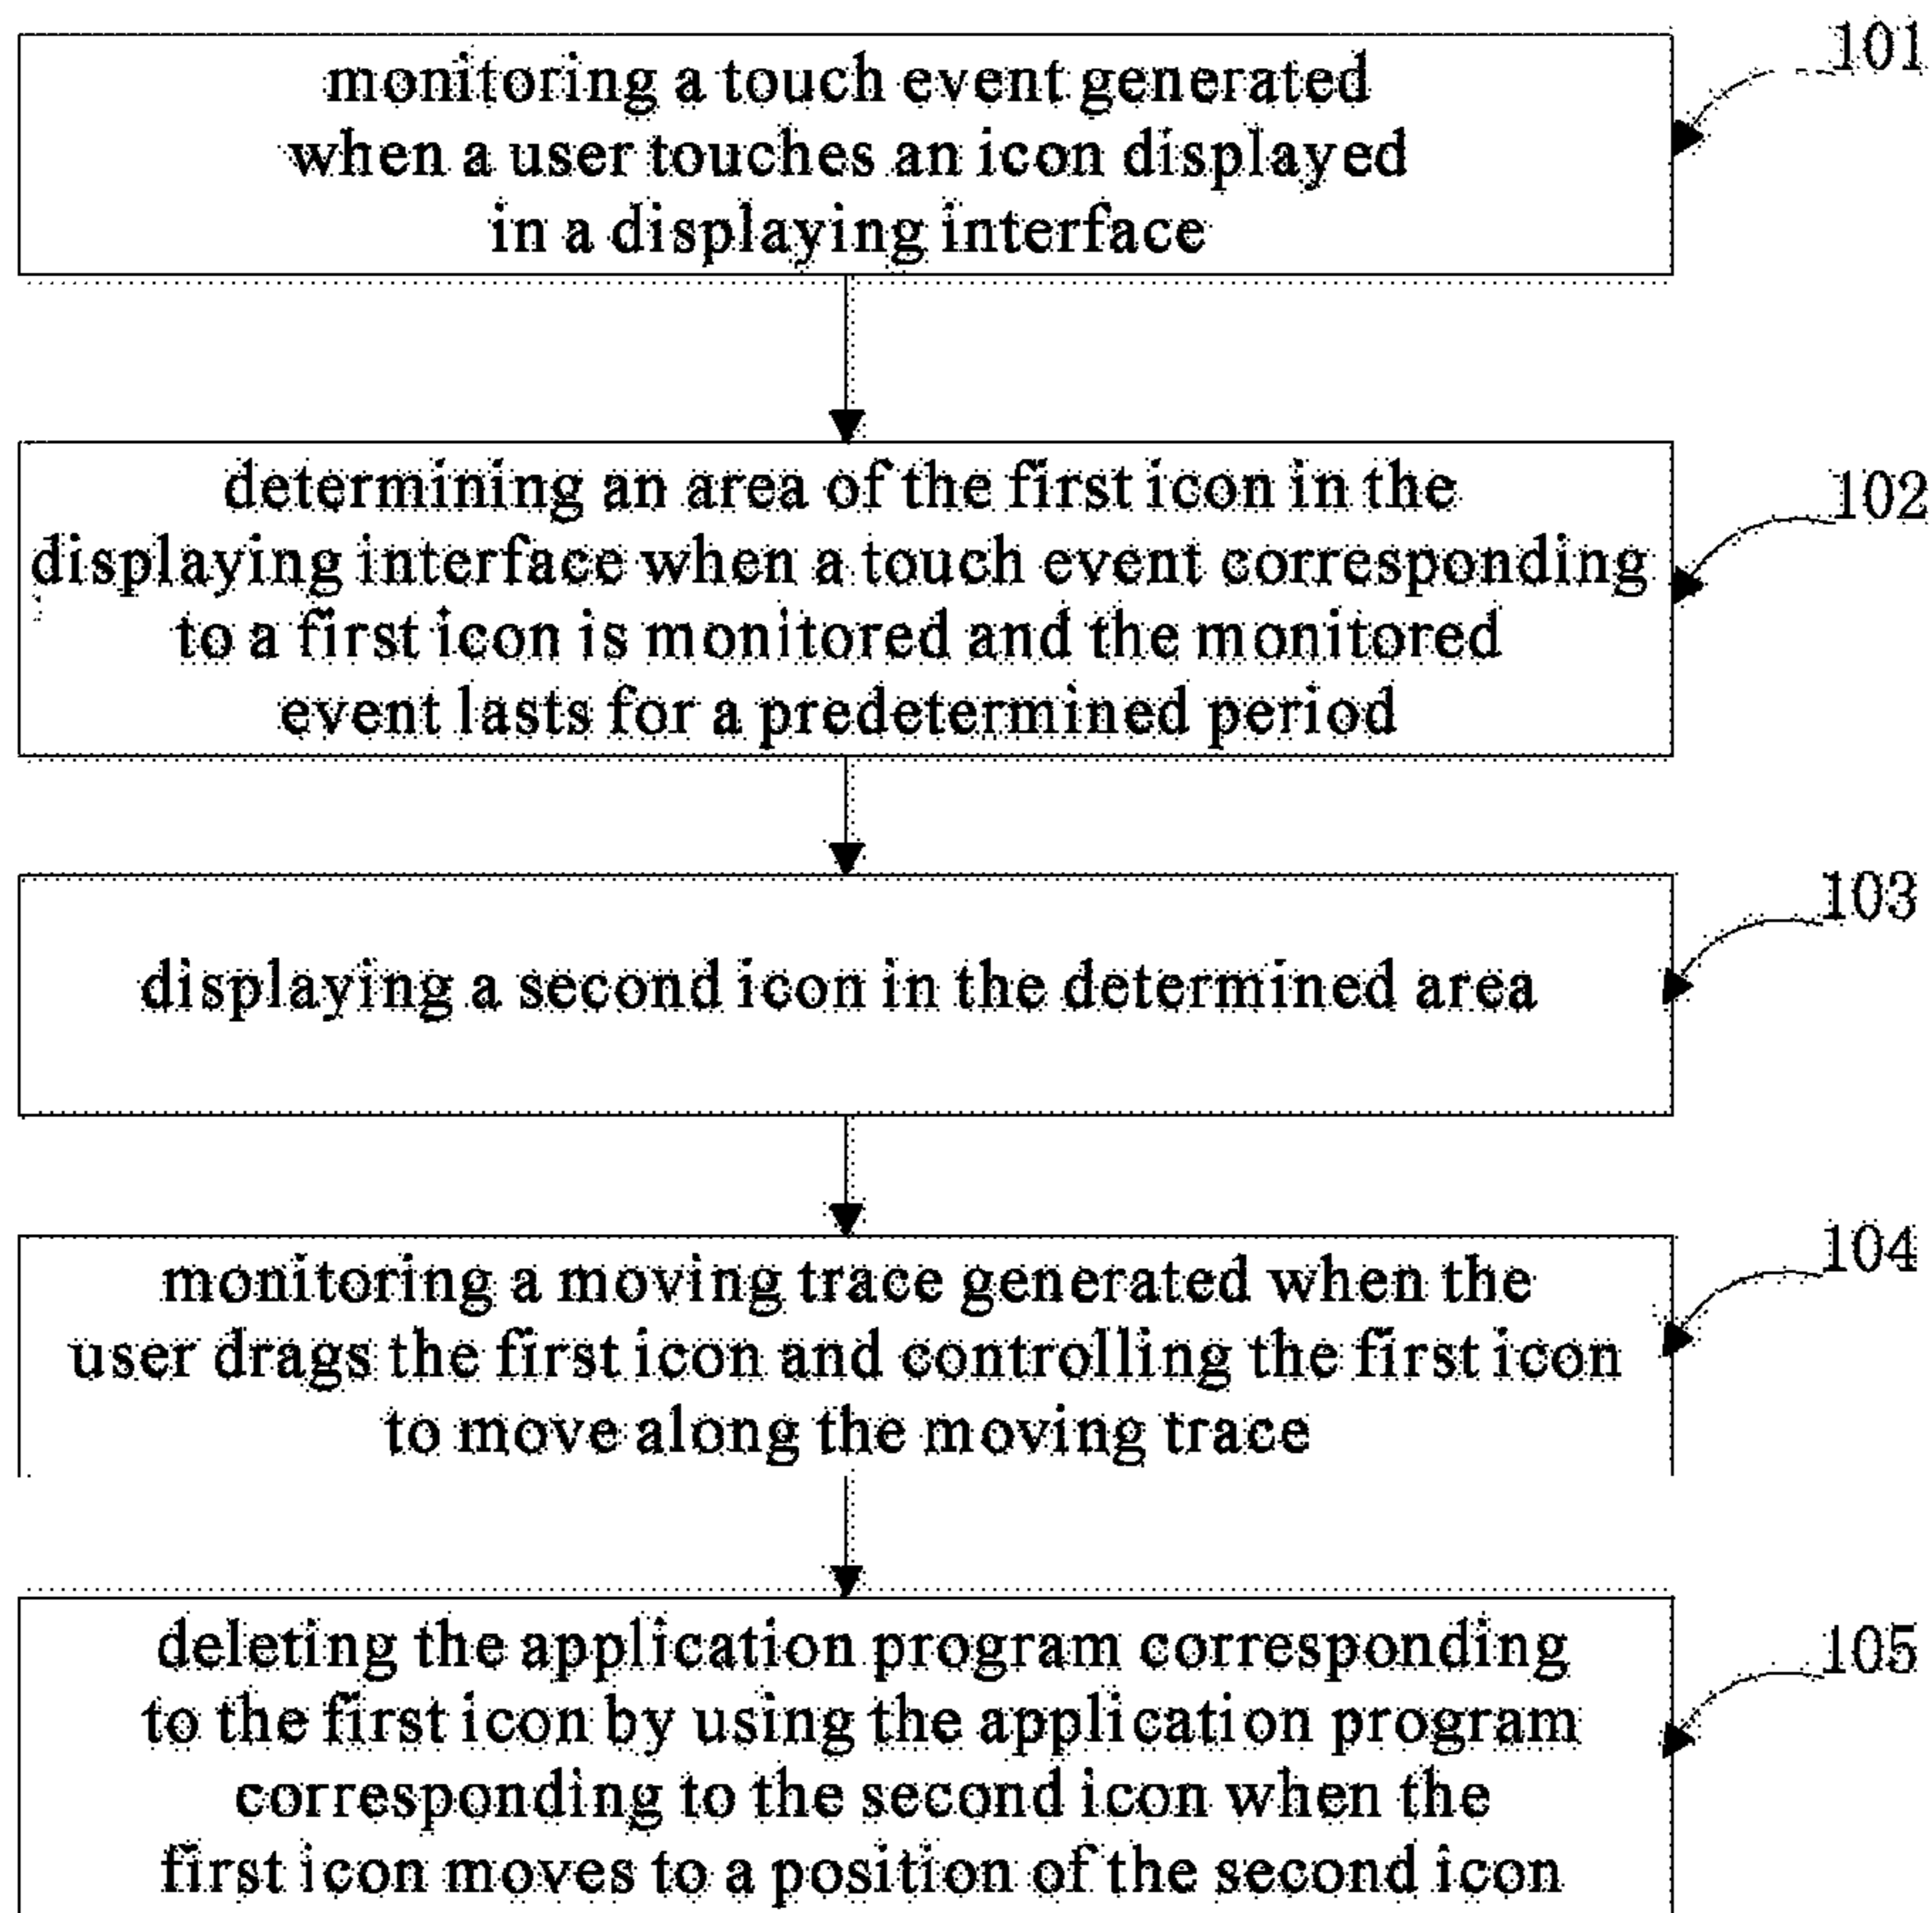 101
monitoring a touch event generated
when a user touches an icon displayed
in a displaying interface
102
determining an area of the first icon in the
displaying interface when a touch event corresponding
to a first icon is monitored and the monitored
event lasts for a predetermined period
103
displaying a second icon in the determined area
104
monitoring a moving trace generated when the
user drags the first icon and controlling the first icon
to move along the moving trace
105
deleting the application program corresponding
to the first icon by using the application program
corresponding to the second icon when the
first icon moves to a position of the second icon